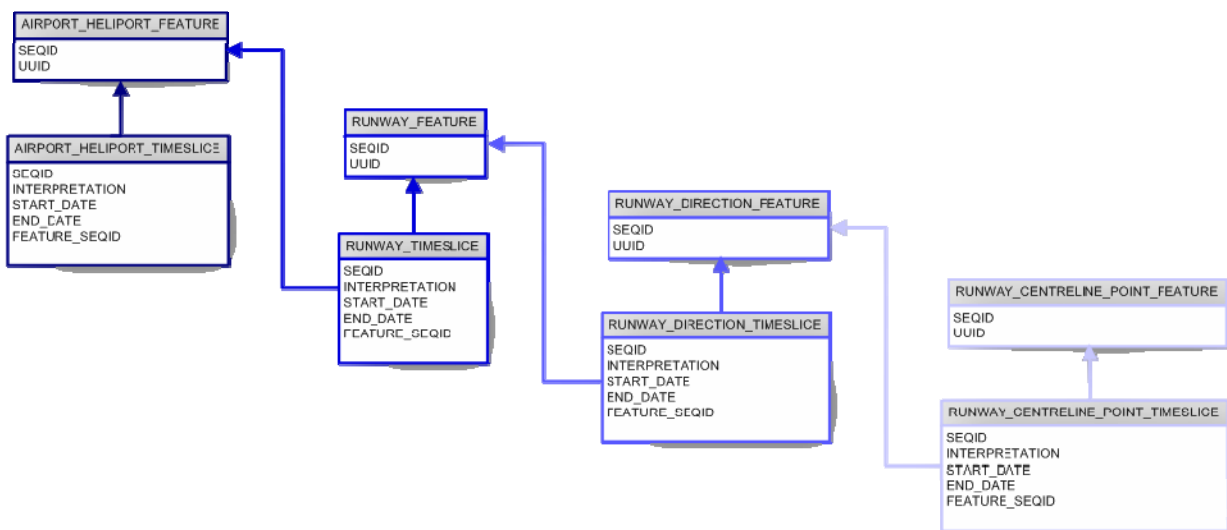 AIRPORT_HELIPORT_FEATURE
SEQID
UUID
AIRPORT_HELIPORT_TIMESLICE
SEQID
INTERPRETATION
START_DATE
END_DATE
FEATURE_SEQID
RUNWAY_FEATURE
SEQID
UUID
RUNWAY_TIMESLICE
SEQID
INTERPRETATION
START_DATE
END_DATE
FEATURE_SEQID
RUNWAY_DIRECTION_FEATURE
SEQID
UUID
RUNWAY_DIRECTION_TIMESLICE
SEQID
INTERPRETATION
START_DATE
END_DATE
FEATURE_SEQID
RUNWAY_CENTRELINE_POINT_FEATURE
SEQID
UUID
RUNWAY_CENTRELINE_POINT_TIMESLICE
SEQID
INTERPRETATION
START_DATE
END_DATE
FEATURE_SEQID